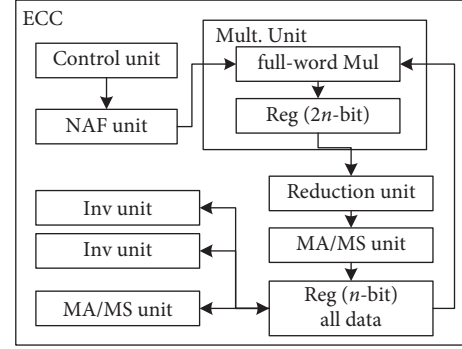 ECC
Mult. Unit
Control unit
full-word Mul
NAF unit
Reg (2n-bit)
Reduction unit
Inv unit
MA/MS unit
Inv unit
Reg (n-bit)
all data
MA/MS unit